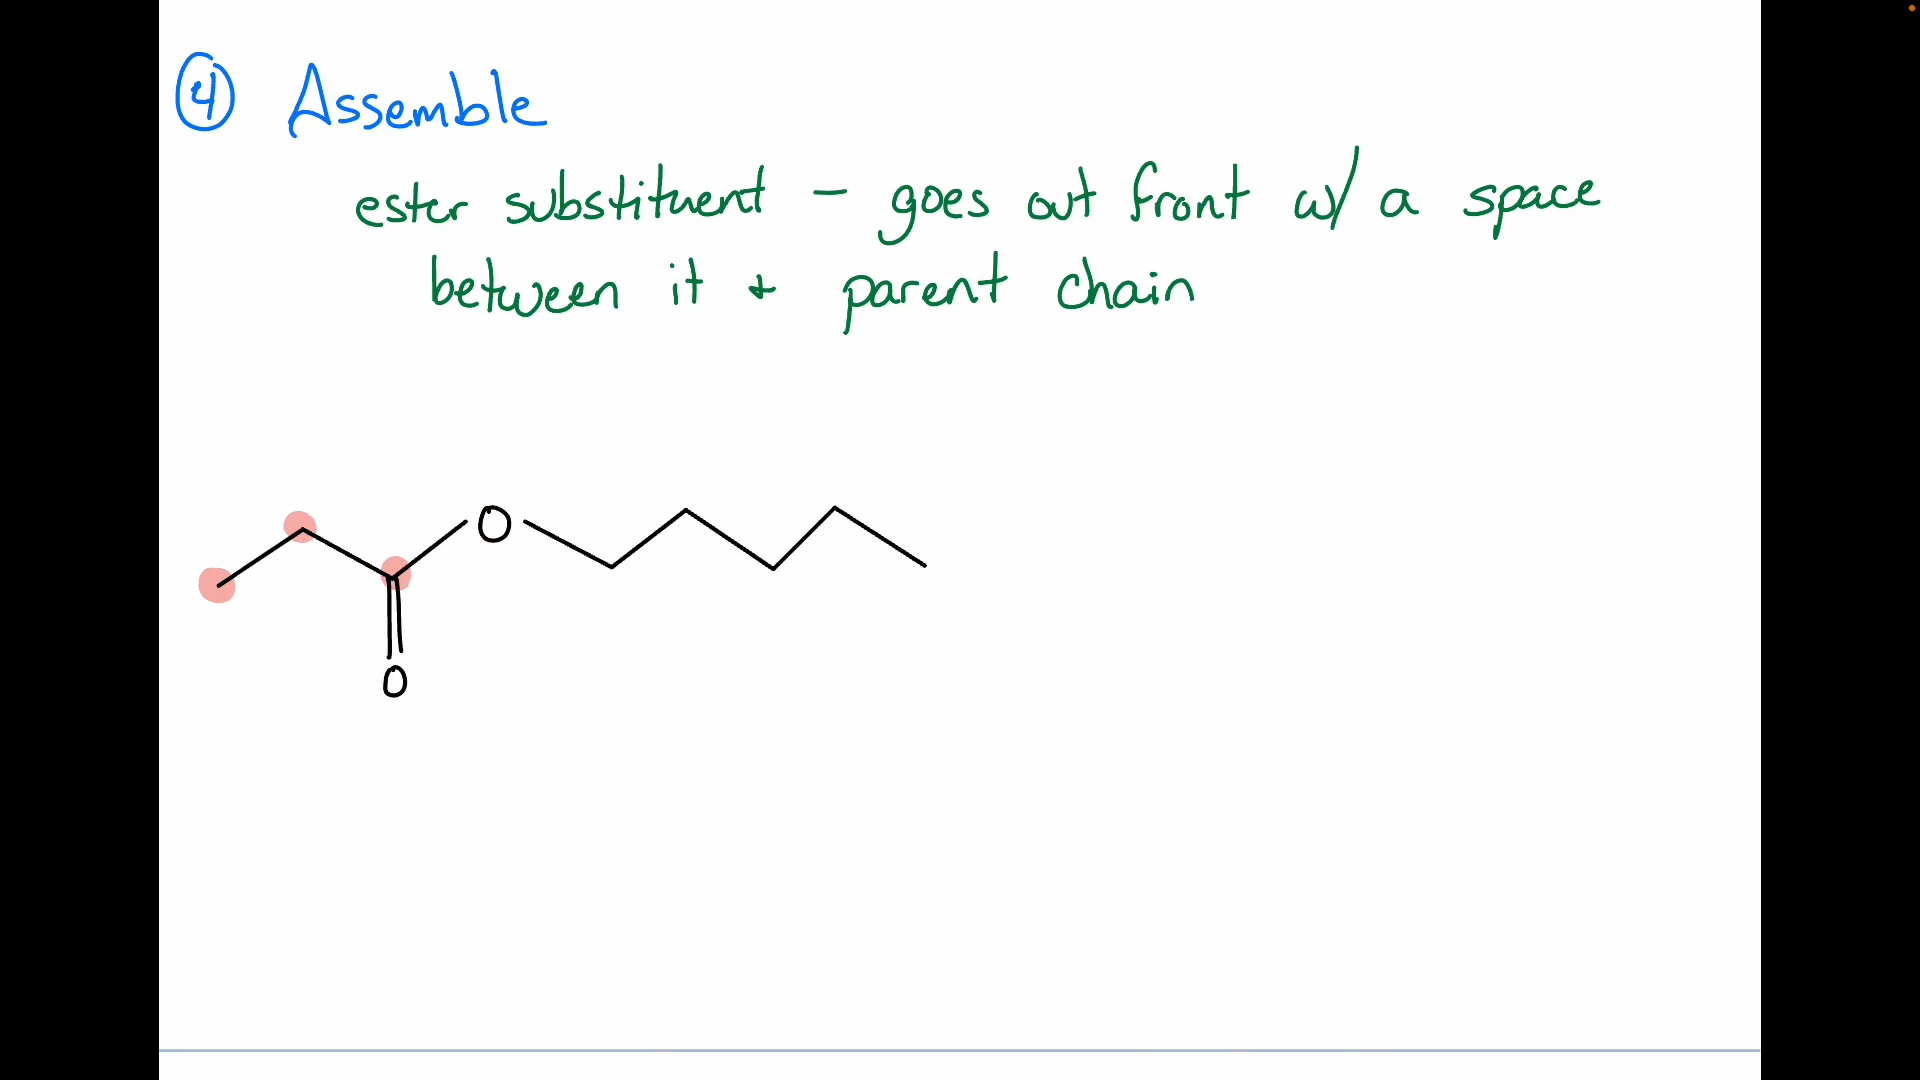 ④ Assemble
ester substituent – goes out front w/ a space
between it + parent chain
O
O